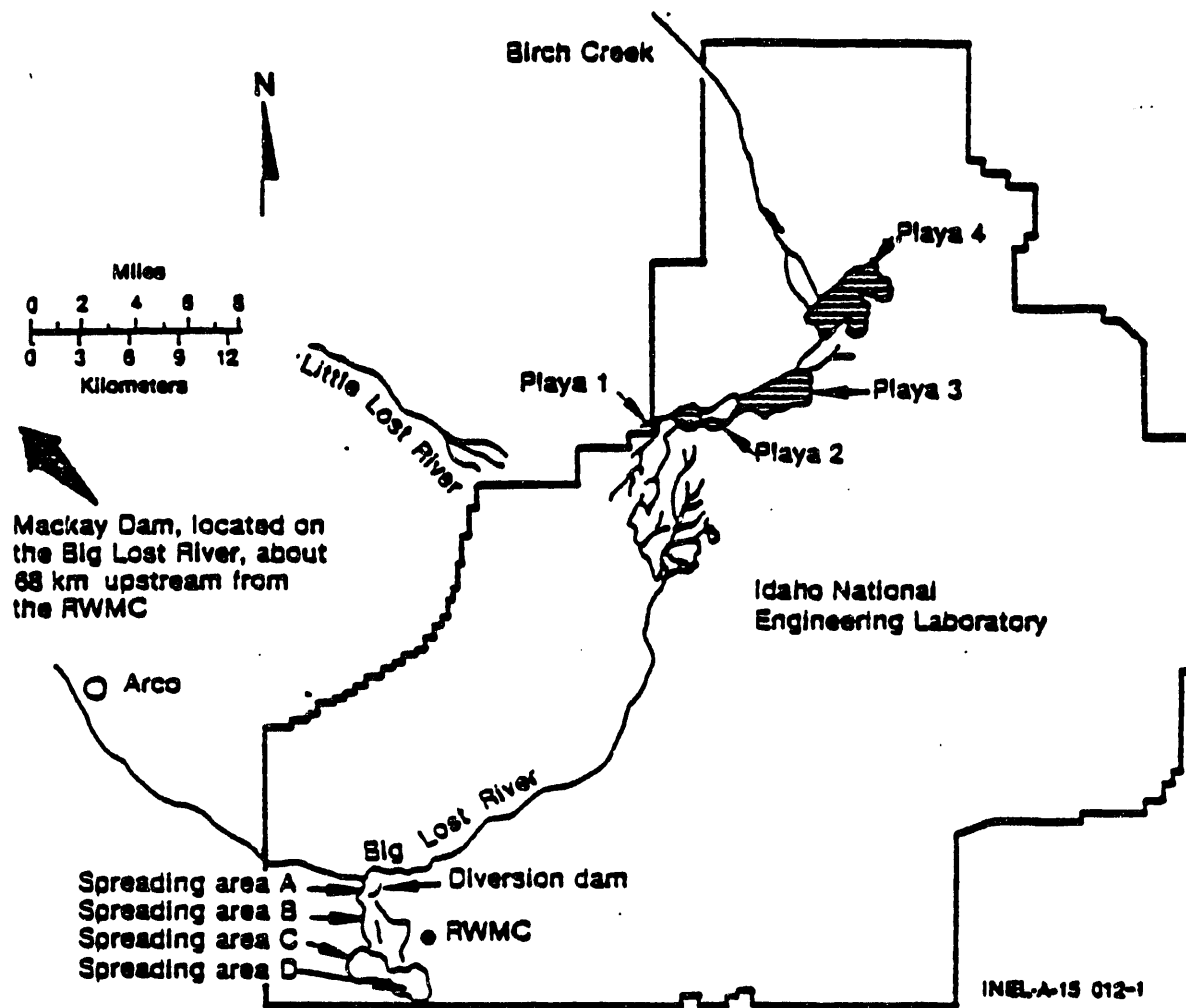 Birch Creek
N
Playa 4
Miles
0 2 4 6 8
0 3 6 9 12
Kilometers
Little Lost River
Playa 1
Playa 3
Playa 2
Mackay Dam, located on
the Big Lost River, about
68 km upstream from
the RWMC
Idaho National
Engineering Laboratory
Arco
Big Lost River
Spreading area A
Diversion dam
Spreading area B
RWMC
Spreading area C
Spreading area D
INEL-A-15 012-1